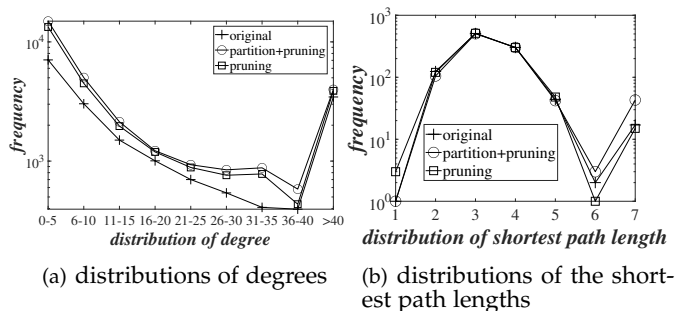 10^4
10^3
frequency
original
partition+pruning
pruning
0-5 6-10 11-15 16-20 21-25 26-30 31-35 36-40 >40
distribution of degree
(a) distributions of degrees
10^3
10^2
10^1
10^0
frequency
original
partition+pruning
pruning
1 2 3 4 5 6 7
distribution of shortest path length
(b) distributions of the short-
est path lengths